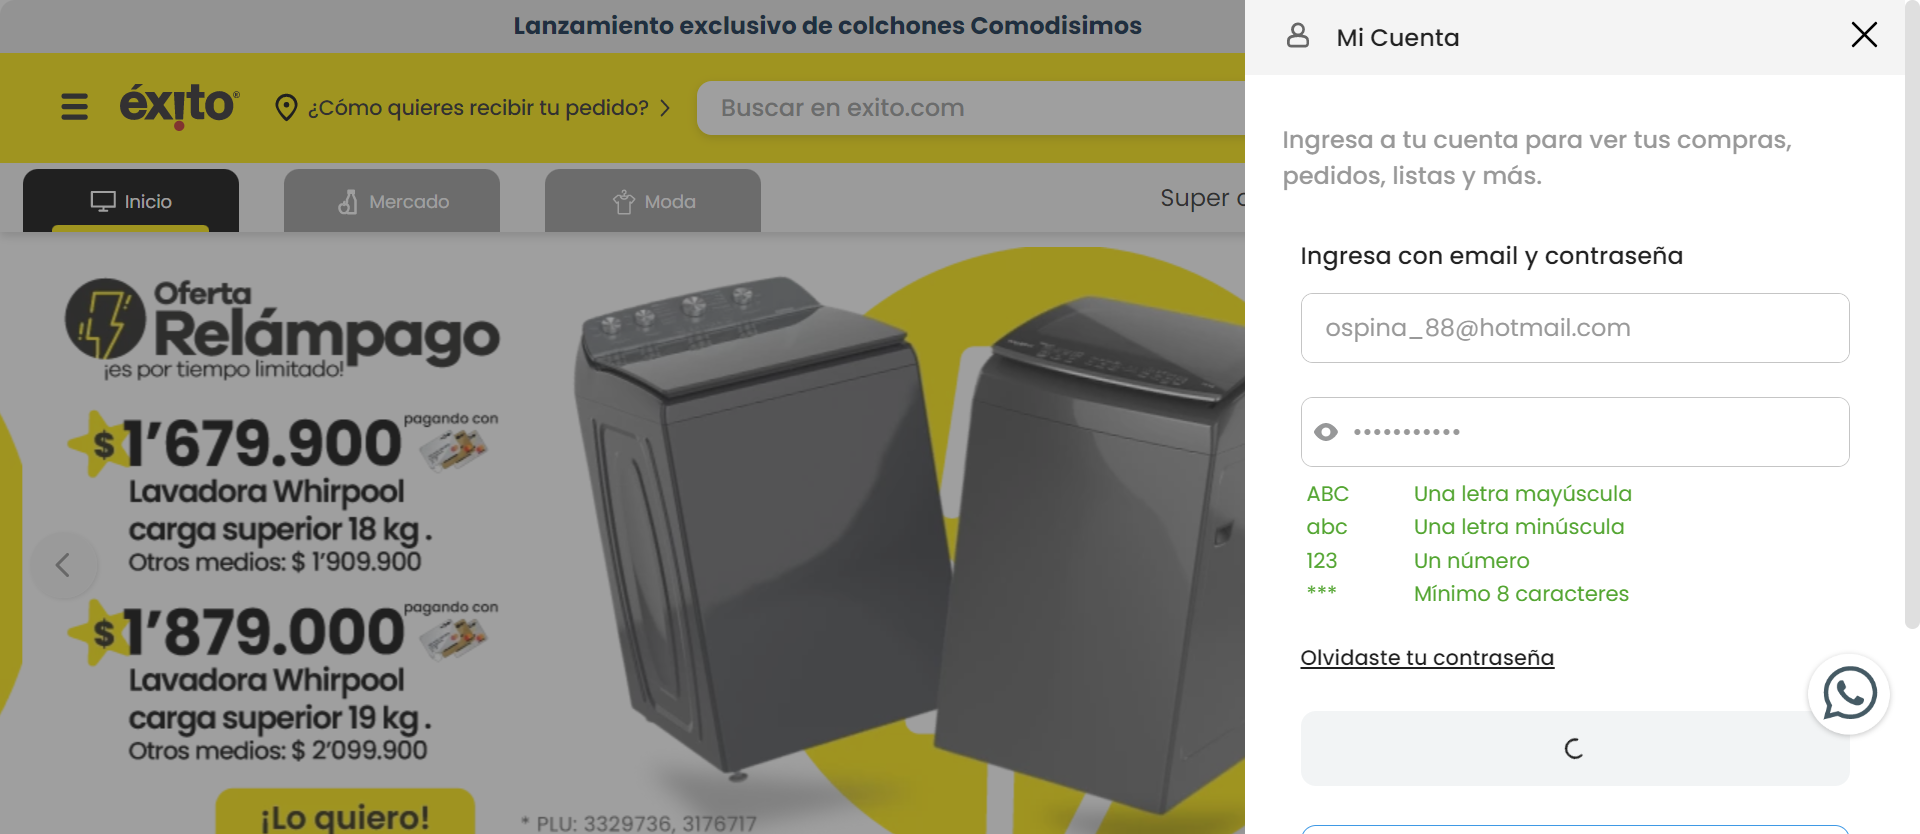 Lanzamiento exclusivo de colchones Comodisimos
éxito®
¿Cómo quieres recibir tu pedido?
Buscar en exito.com
Inicio
Mercado
Moda
Super
Oferta
Relámpago
¡es por tiempo limitado!
$1'679.900
pagando con
Lavadora Whirpool
carga superior 18 kg.
Otros medios: $ 1'909.900
$1'879.000
pagando con
Lavadora Whirpool
carga superior 19 kg.
Otros medios: $ 2'099.900
¡Lo quiero!
* PLU: 3329736, 3176717
Mi Cuenta
Ingresa a tu cuenta para ver tus compras,
pedidos, listas y más.
Ingresa con email y contraseña
ospina_88@hotmail.com
•••••••••••
ABC Una letra mayúscula
abc Una letra minúscula
123 Un número
*** Mínimo 8 caracteres
Olvidaste tu contraseña